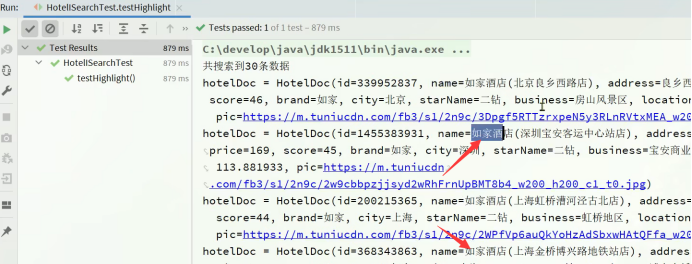 Run: HotelISearchTest.testHighlight
Tests passed: 1 of 1 test – 879 ms
Test Results 879 ms
HotelISearchTest 879 ms
testHighlight() 879 ms
C:\develop\java\jdk1511\bin\java.exe ...
共搜索到30条数据
hotelDoc = HotelDoc(id=339952837, name=如家酒店(北京良乡西路店), address=良乡西
score=46, brand=如家, city=北京, starName=二钻, business=房山风景区, location
pic=https://m.tuniucdn.com/fb3/s1/2n9c/3Dpgf5RTTzrxpeN5y3RLnRVtxMEA_w20
hotelDoc = HotelDoc(id=1455383931, name=如家酒店(深圳宝安客运中心站店), addres
price=169, score=45, brand=如家, city=深圳, starName=二钻, business=宝安商业
113.881933, pic=https://m.tuniucdn
.com/fb3/s1/2n9c/2w9cbbpzjjsyd2wRhFrnUpBMT8b4_w200_h200_c1_t0.jpg)
hotelDoc = HotelDoc(id=200215365, name=如家酒店(上海虹桥漕河泾古北店), address
score=44, brand=如家, city=上海, starName=二钻, business=虹桥地区, location
pic=https://m.tuniucdn.com/fb3/s1/2n9c/2WPfVp6auQkYoHzAdSbxwHAtQFfa_w20
hotelDoc = HotelDoc(id=368343863, name=如家酒店(上海金桥博兴路地铁站店), addre